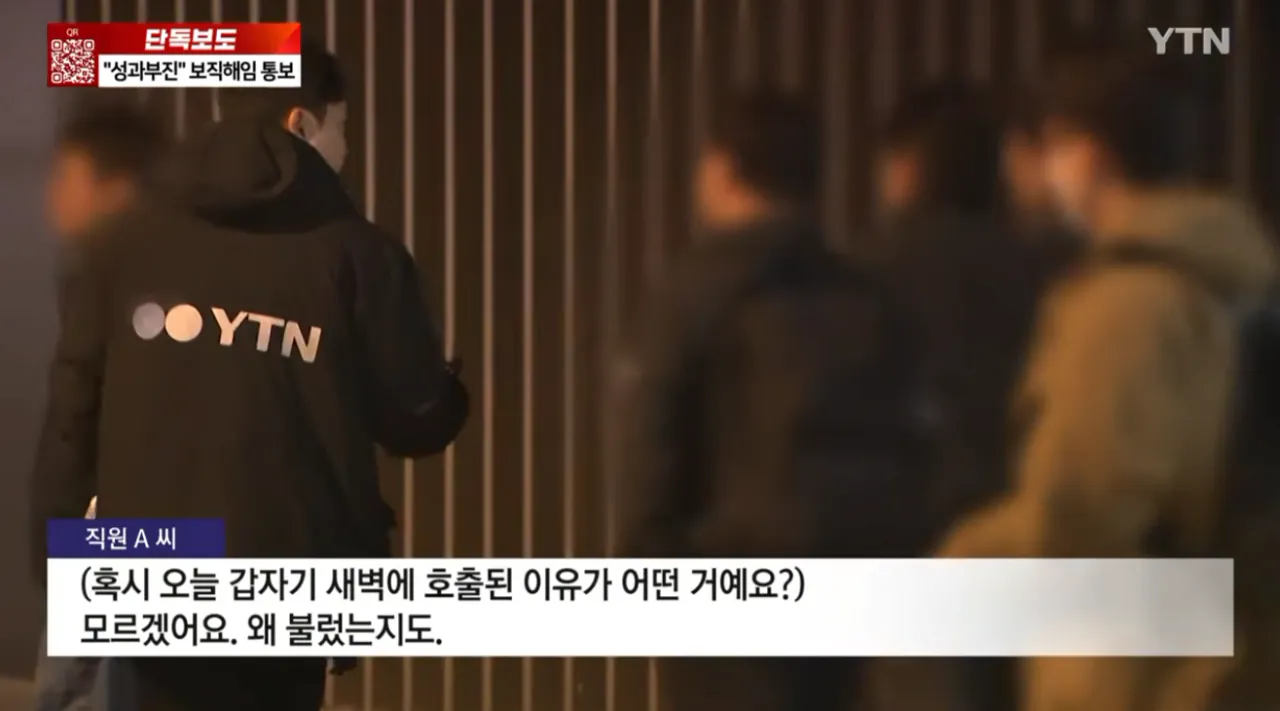 QR
단독보도
"성과부진" 보직해임 통보
YTN
YTN
직원 A 씨
(혹시 오늘 갑자기 새벽에 호출된 이유가 어떤 거예요?)
모르겠어요. 왜 불렀는지도.